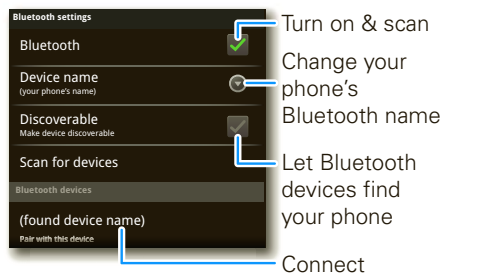 Bluetooth settings
Bluetooth
Device name
(your phone's name)
Discoverable
Make device discoverable
Scan for devices
Bluetooth devices
(found device name)
Pair with this device
Turn on & scan
Change your
phone's
Bluetooth name
Let Bluetooth
devices find
your phone
Connect